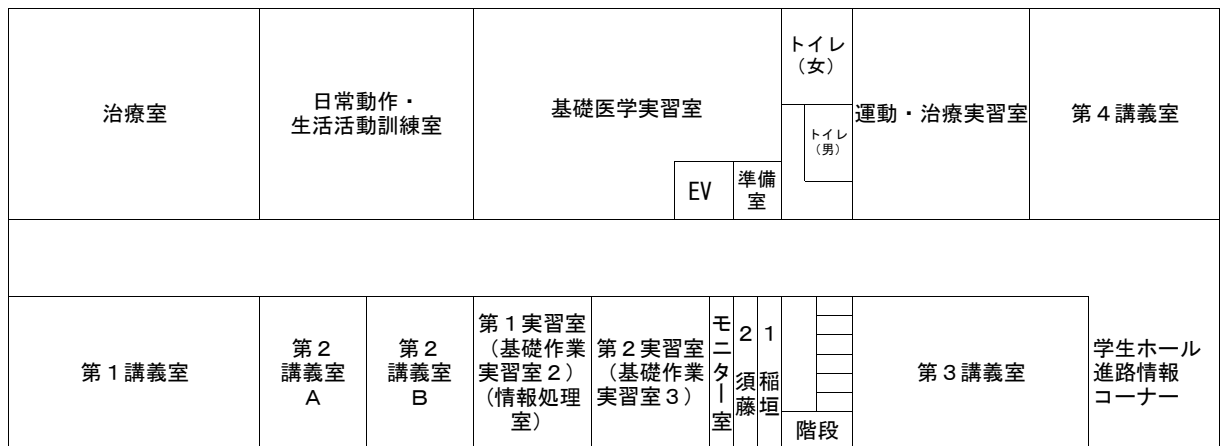 治療室
日常動作・
生活活動訓練室
基礎医学実習室
EV
準備
室
トイレ
（女）
トイレ
（男）
運動・治療実習室
第４講義室
第１講義室
第２
講義室
A
第２
講義室
B
第１実習室
（基礎作業
実習室２）
（情報処理
室）
第２実習室
（基礎作業
実習室３）
モニター室
２　須藤
１　稲垣
階段
第３講義室
学生ホール
進路情報
コーナー